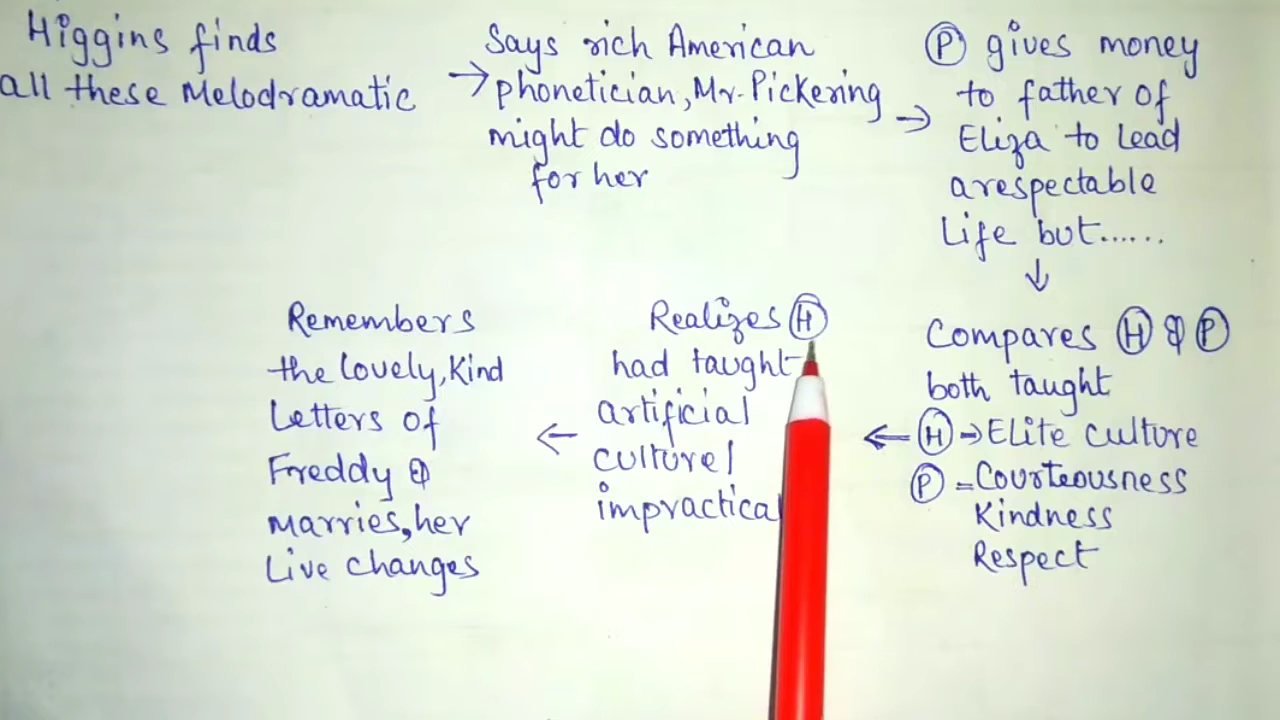 Higgins finds
all these Melodramatic
Says rich American
→ phonetician, Mr. Pickering
might do something
for her
→ Ⓟ gives money
to father of
Eliza to Lead
a respectable
Life but......
↓
Compares Ⓗ & Ⓟ
both taught
← Ⓗ → Elite culture
Ⓟ = Courteousness
Kindness
Respect
Realizes Ⓗ
had taught
artificial
culture/
impractical
←
Remembers
the Lovely, Kind
Letters of
Freddy &
marries, her
Live changes